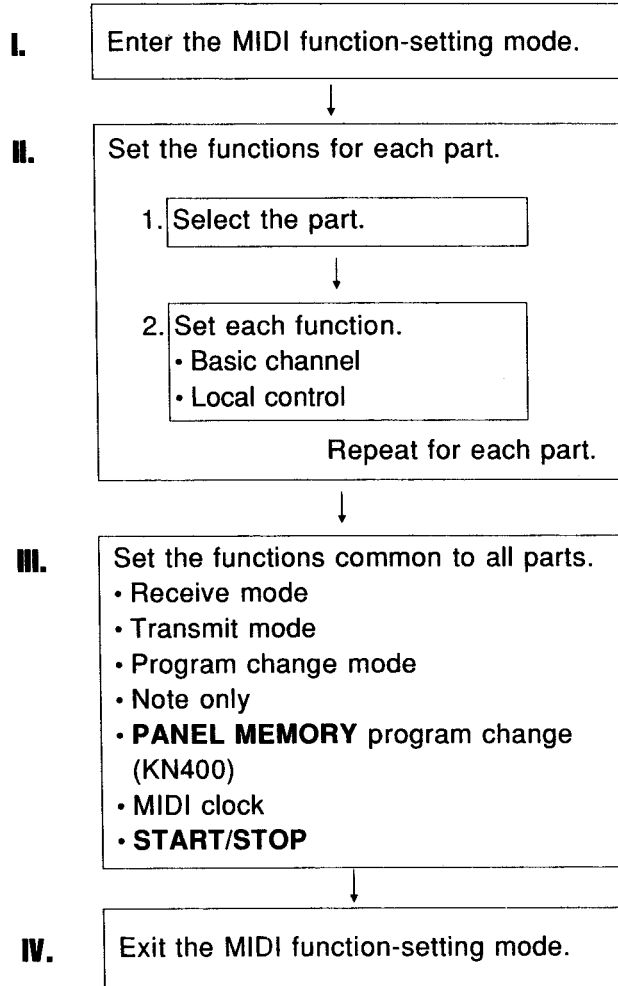 I. Enter the MIDI function-setting mode.
II. Set the functions for each part.
1. Select the part.
2. Set each function.
• Basic channel
• Local control
Repeat for each part.
III. Set the functions common to all parts.
• Receive mode
• Transmit mode
• Program change mode
• Note only
• PANEL MEMORY program change
(KN400)
• MIDI clock
• START/STOP
IV. Exit the MIDI function-setting mode.